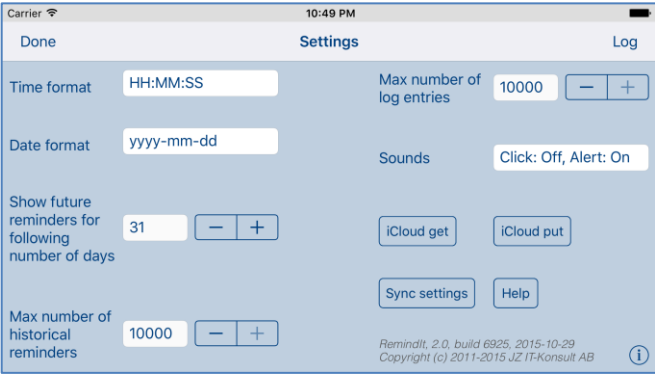 Carrier 10:49 PM
Done Settings Log
Time format HH:MM:SS
Date format yyyy-mm-dd
Show future
reminders for
following
number of days
31 − +
Max number of
historical
reminders
10000 − +
Max number of
log entries
10000 − +
Sounds Click: Off, Alert: On
iCloud get iCloud put
Sync settings Help
RemindIt, 2.0, build 6925, 2015-10-29
Copyright (c) 2011-2015 JZ IT-Konsult AB